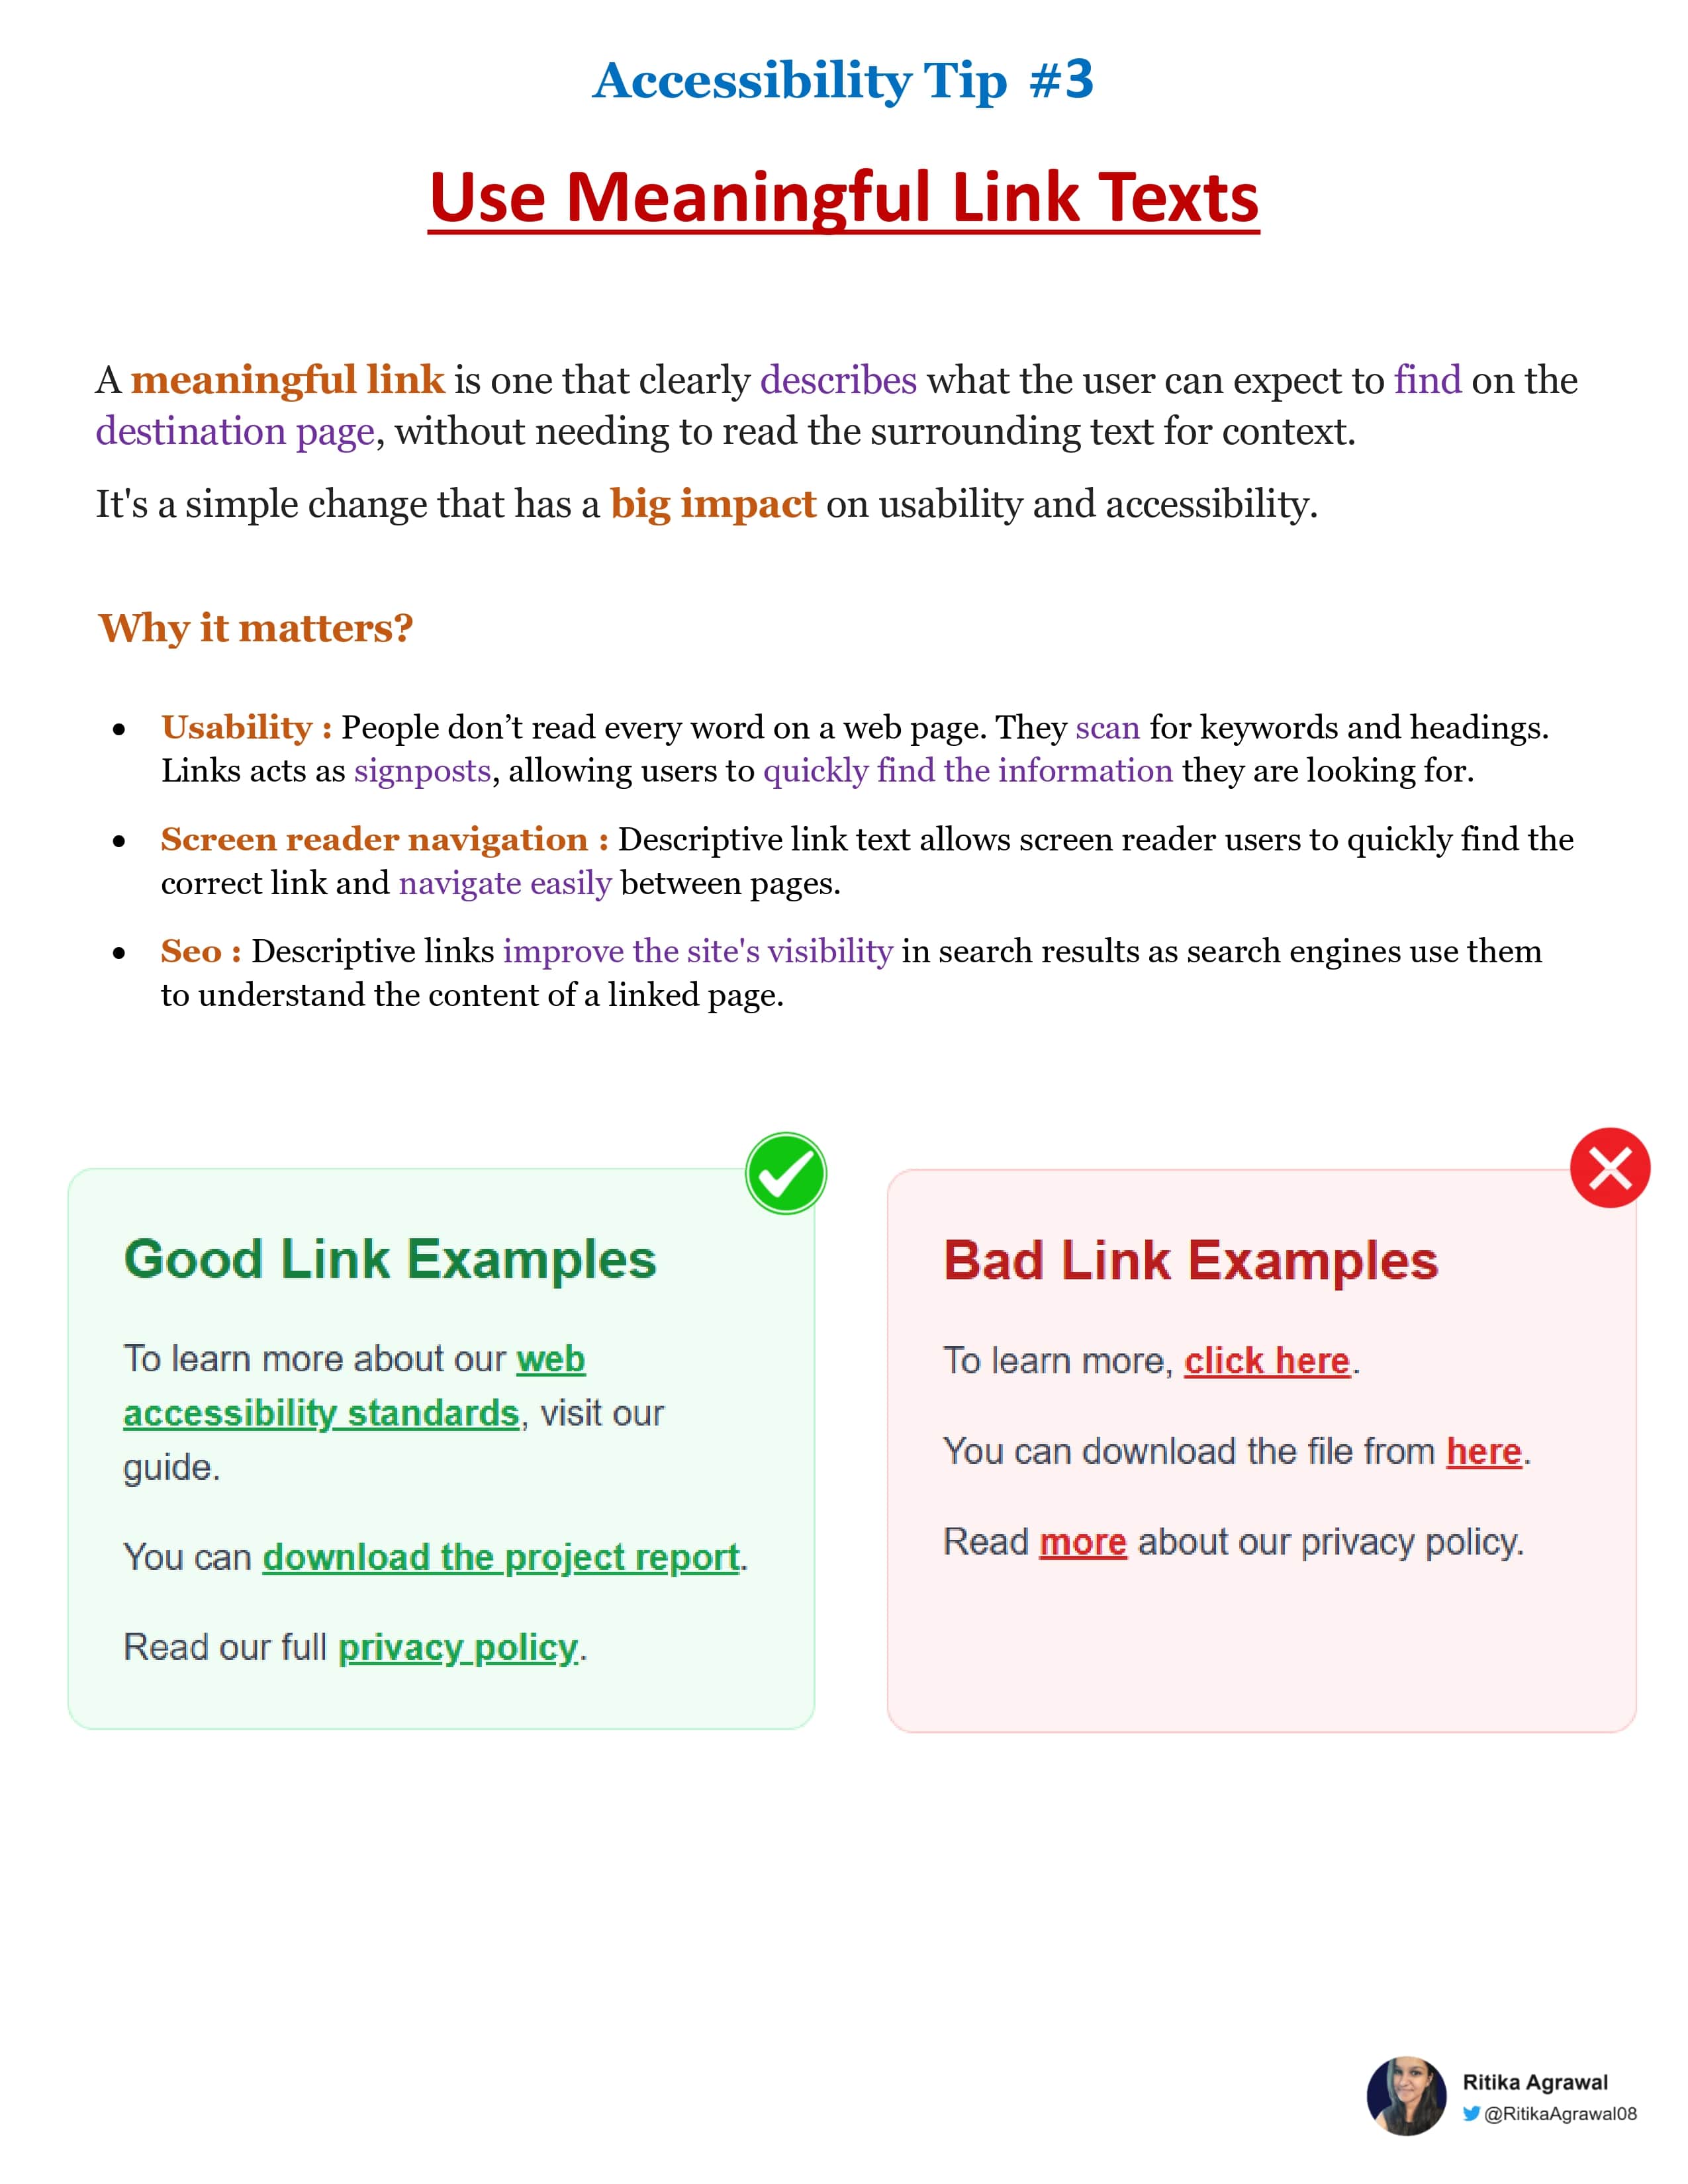 Accessibility Tip #3
Use Meaningful Link Texts
A meaningful link is one that clearly describes what the user can expect to find on the
destination page, without needing to read the surrounding text for context.
It's a simple change that has a big impact on usability and accessibility.
Why it matters?
• Usability : People don’t read every word on a web page. They scan for keywords and headings.
Links acts as signposts, allowing users to quickly find the information they are looking for.
• Screen reader navigation : Descriptive link text allows screen reader users to quickly find the
correct link and navigate easily between pages.
• Seo : Descriptive links improve the site's visibility in search results as search engines use them
to understand the content of a linked page.
Good Link Examples
To learn more about our web
accessibility standards, visit our
guide.
You can download the project report.
Read our full privacy policy.
Bad Link Examples
To learn more, click here.
You can download the file from here.
Read more about our privacy policy.
Ritika Agrawal
@RitikaAgrawal08